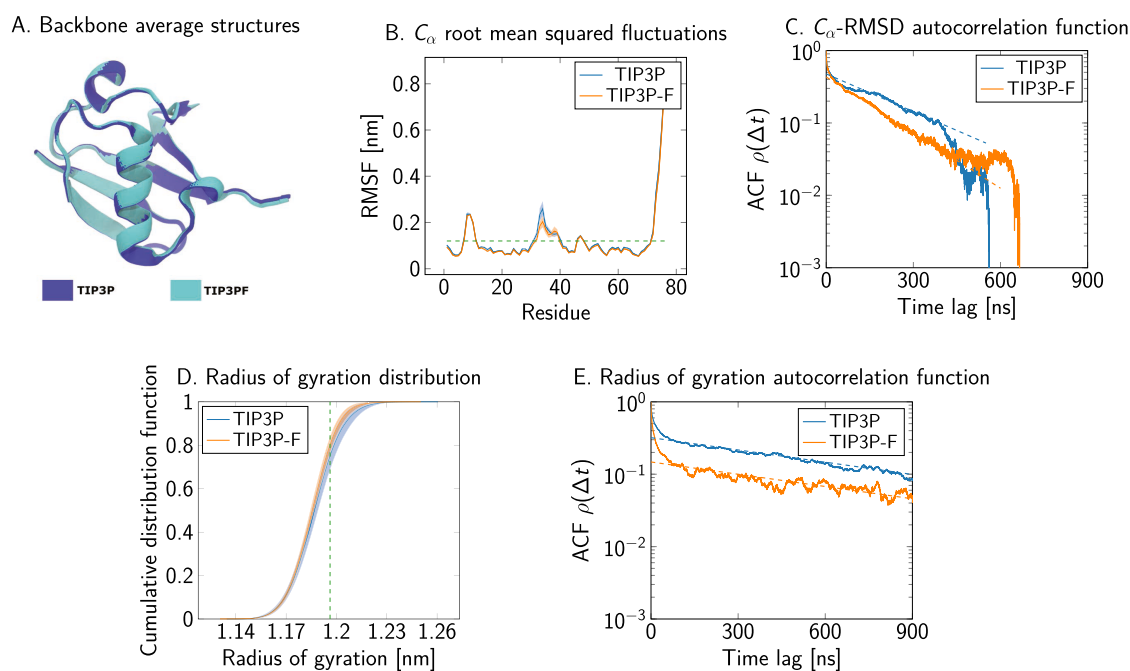 A. Backbone average structures
TIP3P
TIP3PF
B. Cα root mean squared fluctuations
TIP3P
TIP3P-F
RMSF [nm]
0.8
0.6
0.4
0.2
0
0
20
40
60
80
Residue
C. Cα-RMSD autocorrelation function
TIP3P
TIP3P-F
ACF ρ(Δt)
10⁰
10⁻¹
10⁻²
10⁻³
0
300
600
900
Time lag [ns]
D. Radius of gyration distribution
TIP3P
TIP3P-F
Cumulative distribution function
1
0.8
0.6
0.4
0.2
0
1.14
1.17
1.2
1.23
1.26
Radius of gyration [nm]
E. Radius of gyration autocorrelation function
TIP3P
TIP3P-F
ACF ρ(Δt)
10⁰
10⁻¹
10⁻²
10⁻³
0
300
600
900
Time lag [ns]